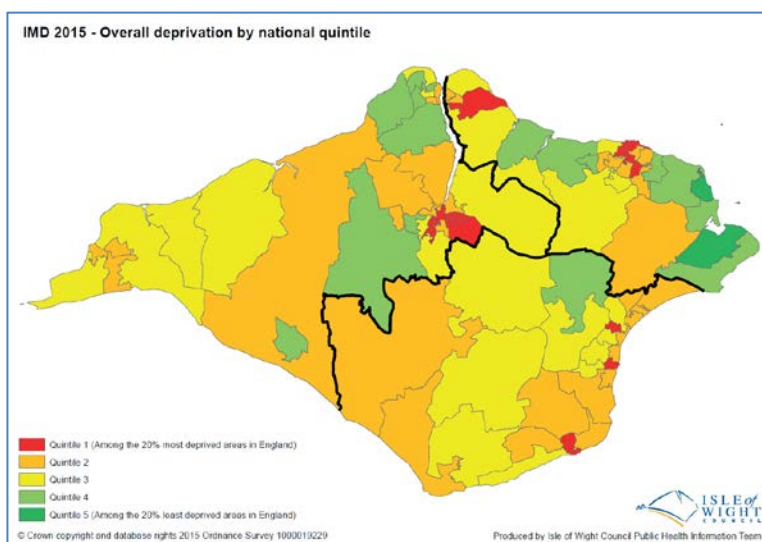 IMD 2015 - Overall deprivation by national quintile
Quintile 1 (Among the 20% most deprived areas in England)
Quintile 2
Quintile 3
Quintile 4
Quintile 5 (Among the 20% least deprived areas in England)
ISLE of
WIGHT
COUNCIL
© Crown copyright and database rights 2015 Ordnance Survey 1000019229
Produced by Isle of Wight Council Public Health Information Team